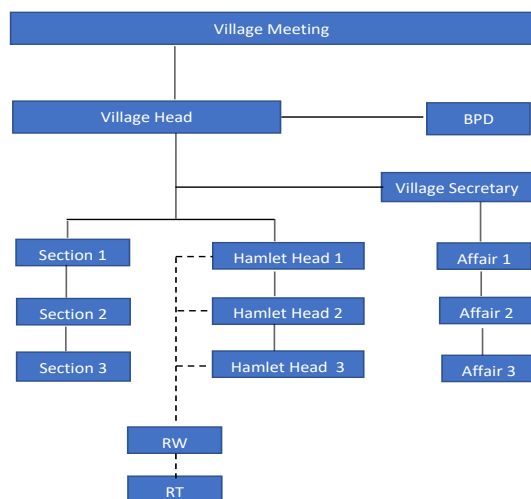 Village Meeting
Village Head
BPD
Village Secretary
Section 1
Hamlet Head 1
Affair 1
Section 2
Hamlet Head 2
Affair 2
Section 3
Hamlet Head 3
Affair 3
RW
RT